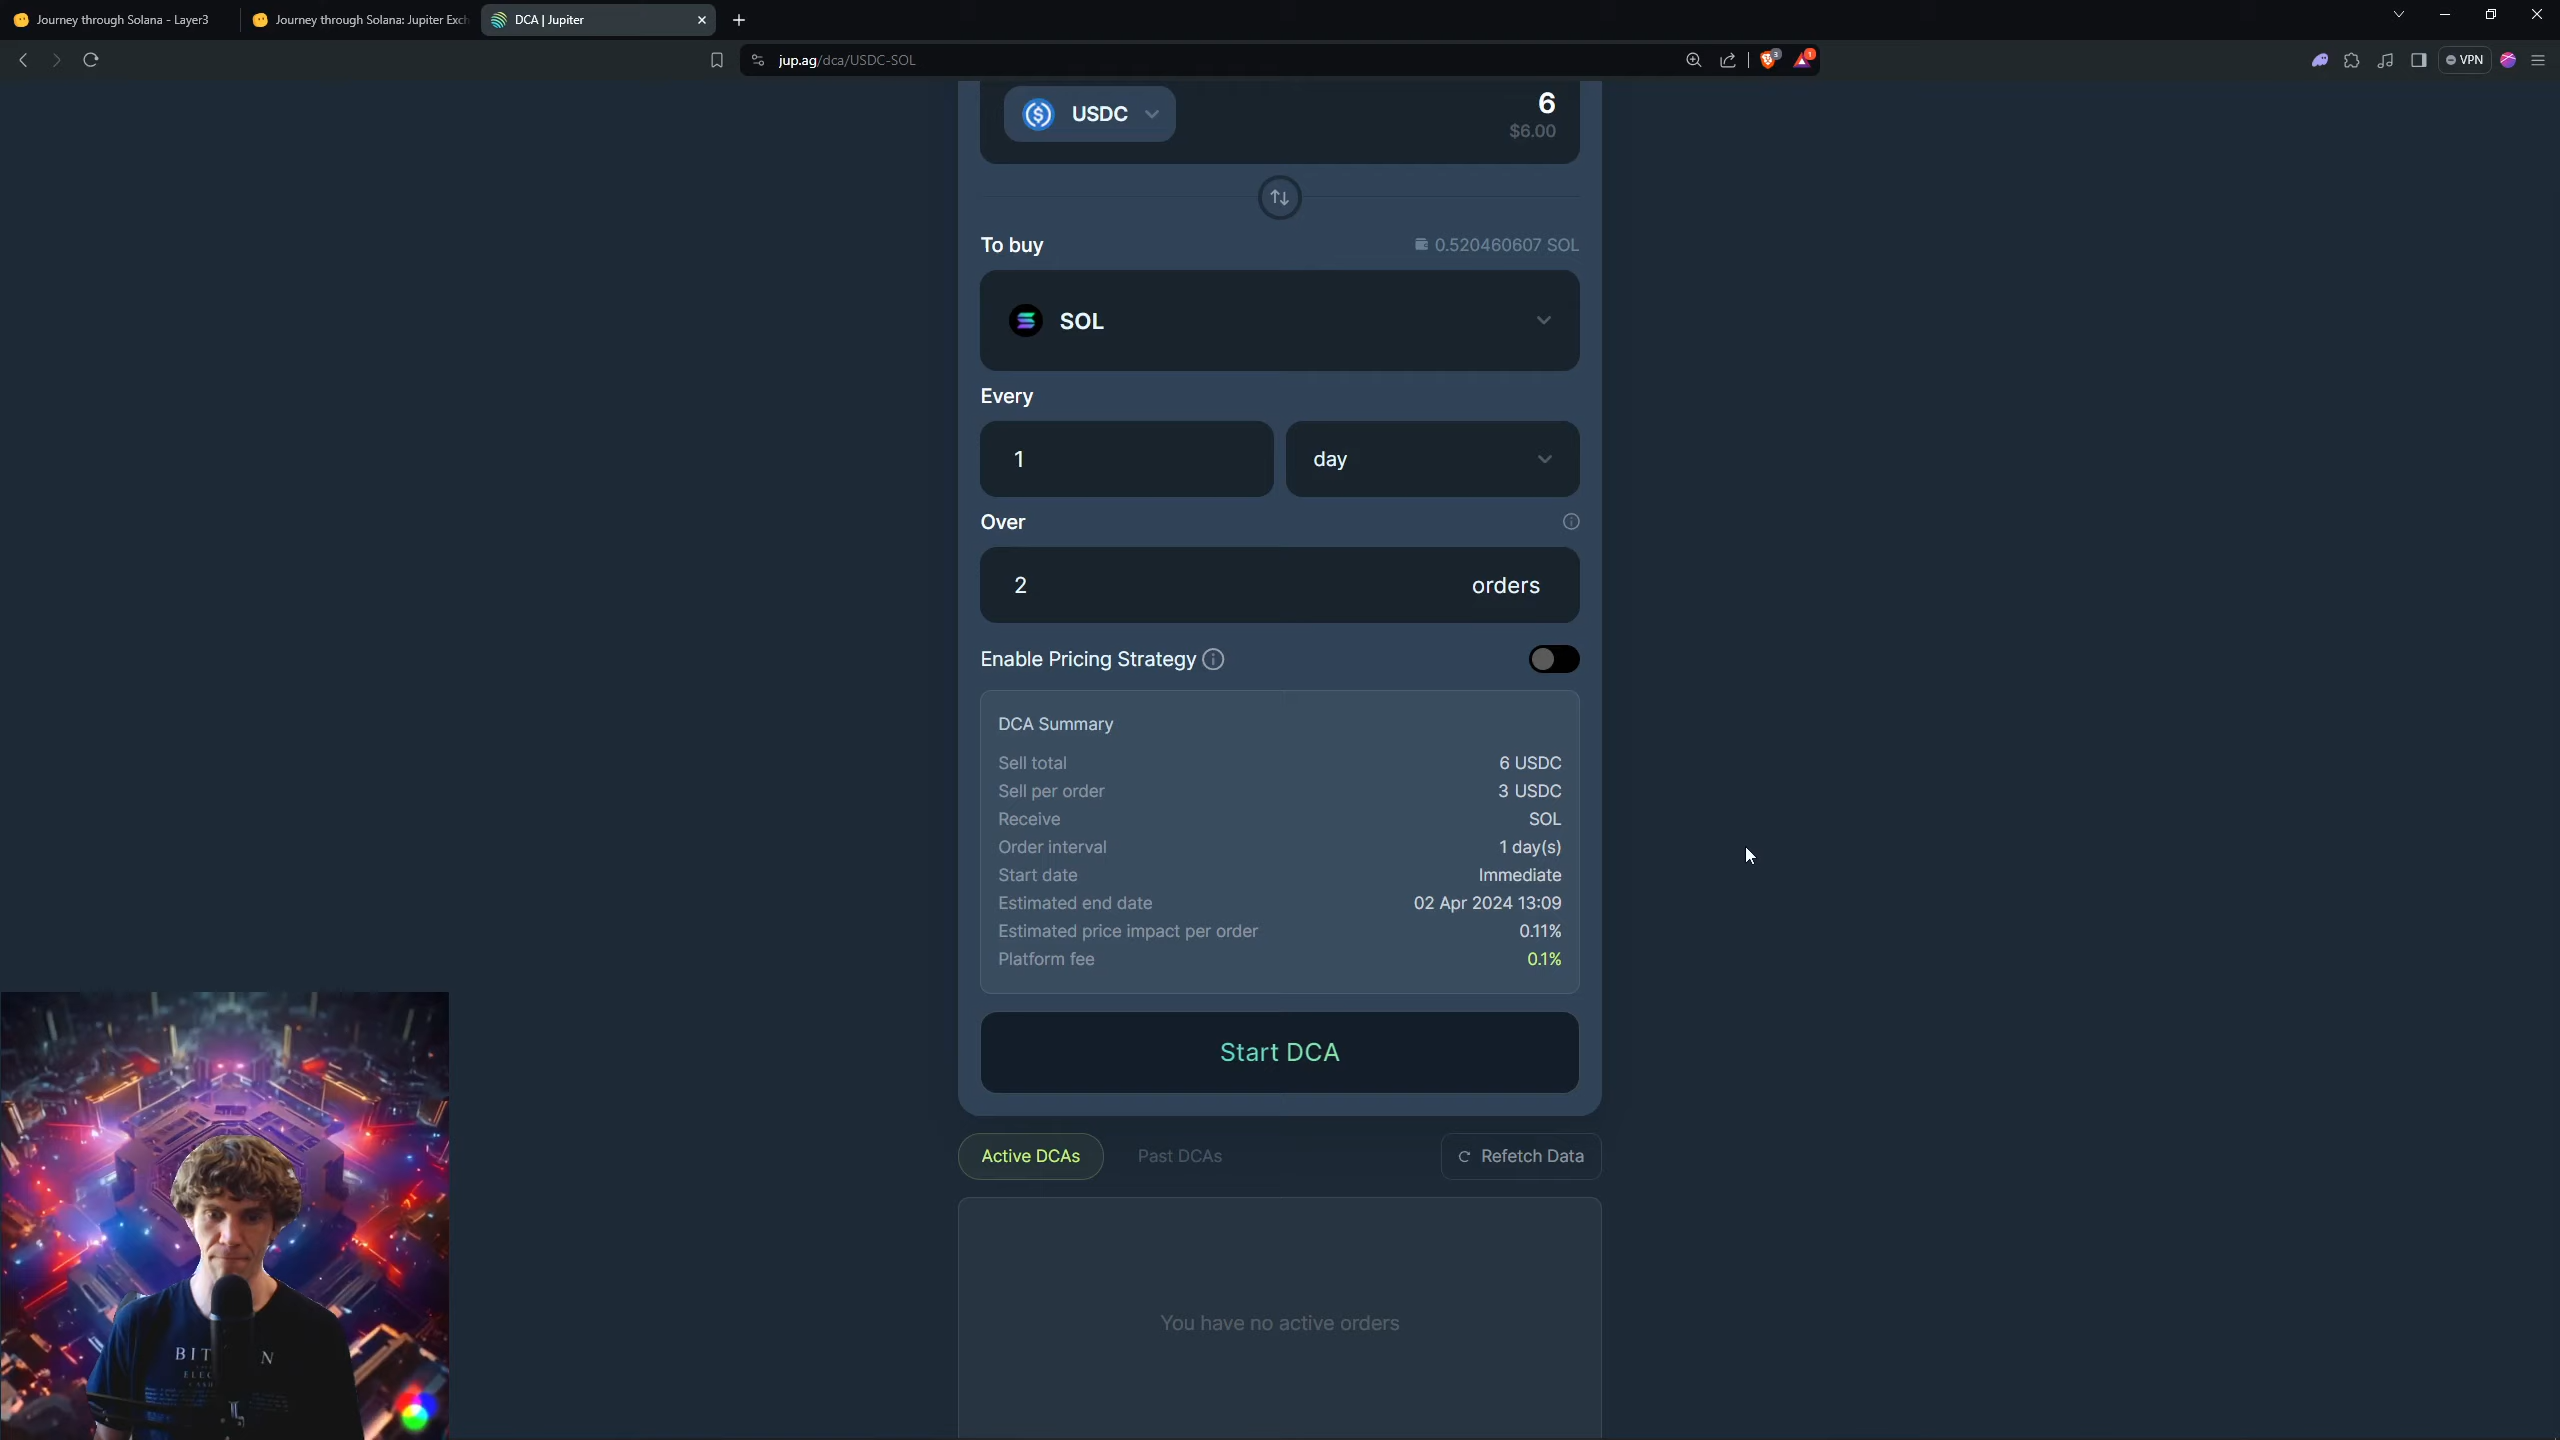 Journey through Solana - Layer3
Journey through Solana: Jupiter Exch
DCA | Jupiter
jup.ag/dca/USDC-SOL
3
1
VPN
USDC
6
$6.00
To buy
0.520460607 SOL
SOL
Every
1
day
Over
2
orders
Enable Pricing Strategy
DCA Summary
Sell total 6 USDC
Sell per order 3 USDC
Receive SOL
Order interval 1 day(s)
Start date Immediate
Estimated end date 02 Apr 2024 13:09
Estimated price impact per order 0.11%
Platform fee 0.1%
Start DCA
Active DCAs
Past DCAs
Refetch Data
You have no active orders
BIT N
ELEC